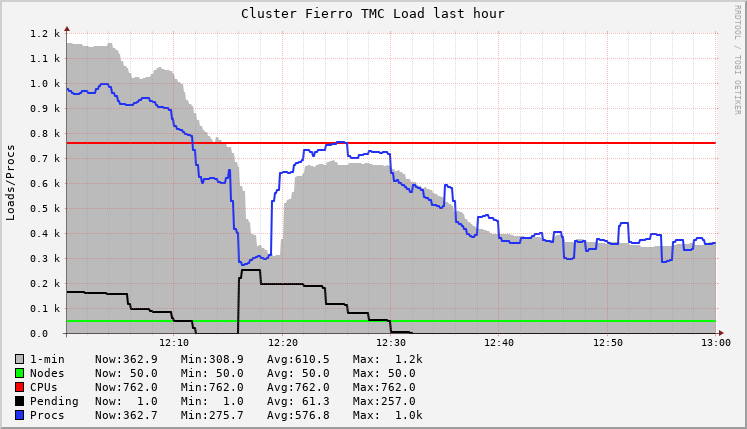 Cluster Fierro TMC Load last hour
RRDTOOL / TOBI OETIKER
Loads/Procs
1.2 k
1.1 k
1.0 k
0.9 k
0.8 k
0.7 k
0.6 k
0.5 k
0.4 k
0.3 k
0.2 k
0.1 k
0.0
12:10 12:20 12:30 12:40 12:50 13:00
1-min Now:362.9 Min:308.9 Avg:610.5 Max: 1.2k
Nodes Now: 50.0 Min: 50.0 Avg: 50.0 Max: 50.0
CPUs Now:762.0 Min:762.0 Avg:762.0 Max:762.0
Pending Now: 1.0 Min: 1.0 Avg: 61.3 Max:257.0
Procs Now:362.7 Min:275.7 Avg:576.8 Max: 1.0k